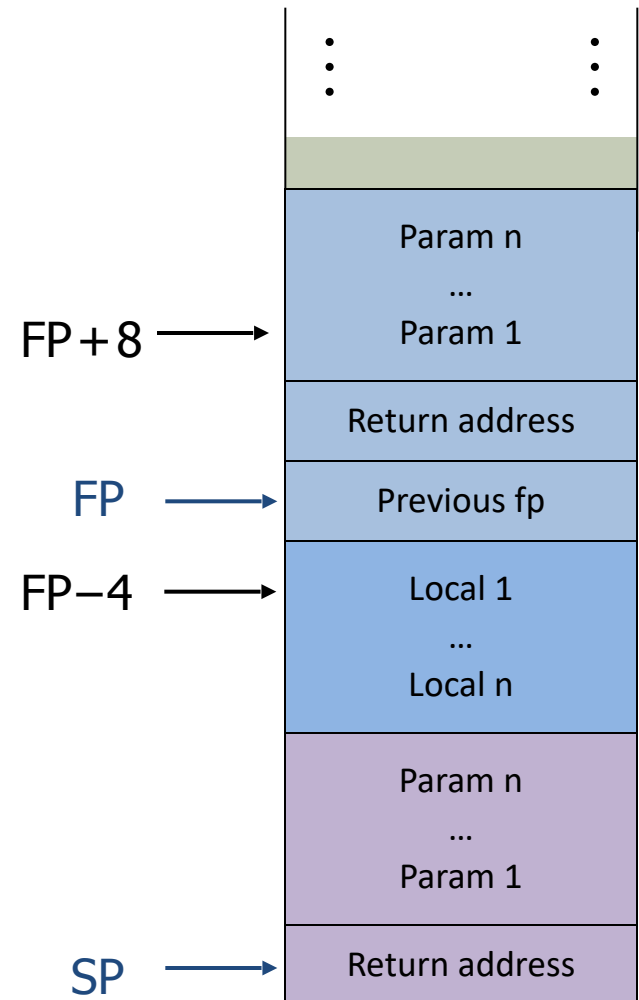 Param n
...
FP+8
Param 1
Return address
FP
Previous fp
FP–4
Local 1
...
Local n
Param n
...
Param 1
SP
Return address